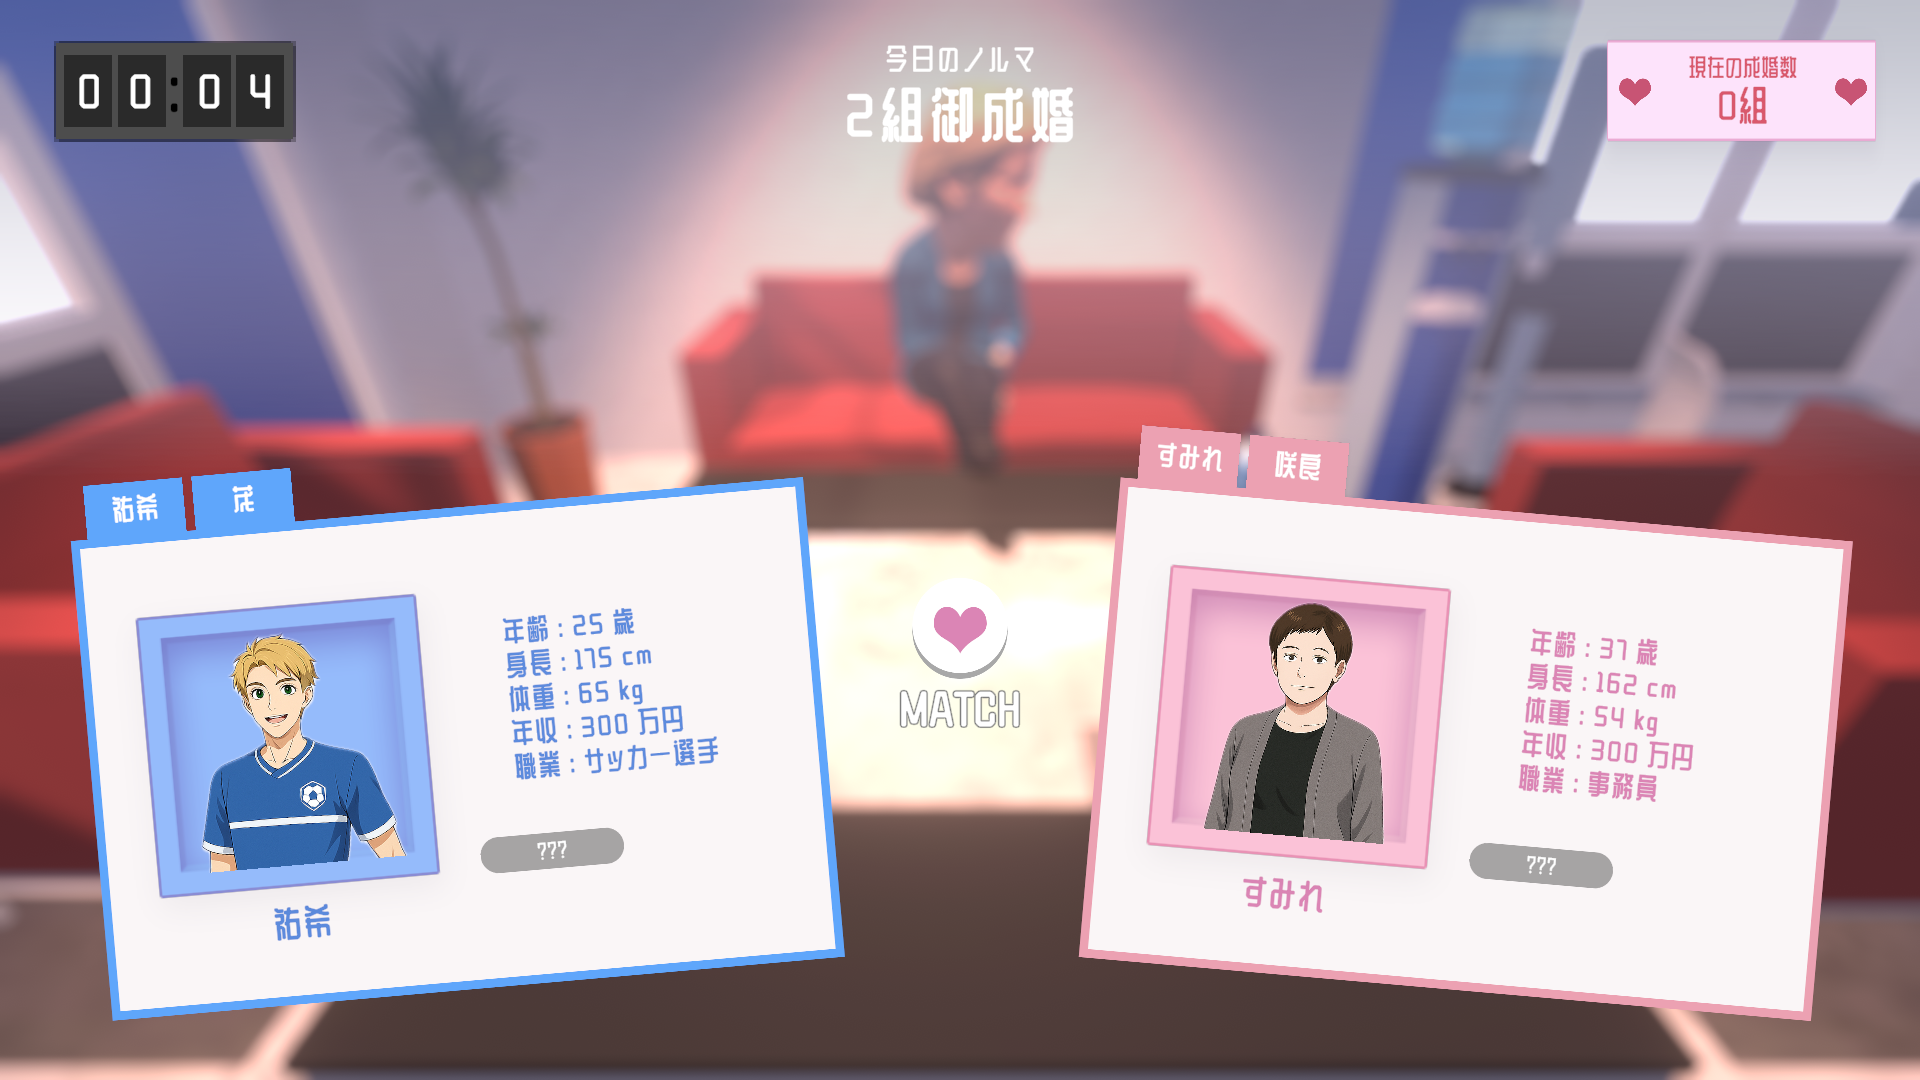 00:04
今日のノルマ
2組御成婚
現在の成婚数
0組
祐希
茂
年齢：25 歳
身長：175 cm
体重：65 kg
年収：300 万円
職業：サッカー選手
???
祐希
MATCH
すみれ
咲良
年齢：37 歳
身長：162 cm
体重：54 kg
年収：300 万円
職業：事務員
???
すみれ